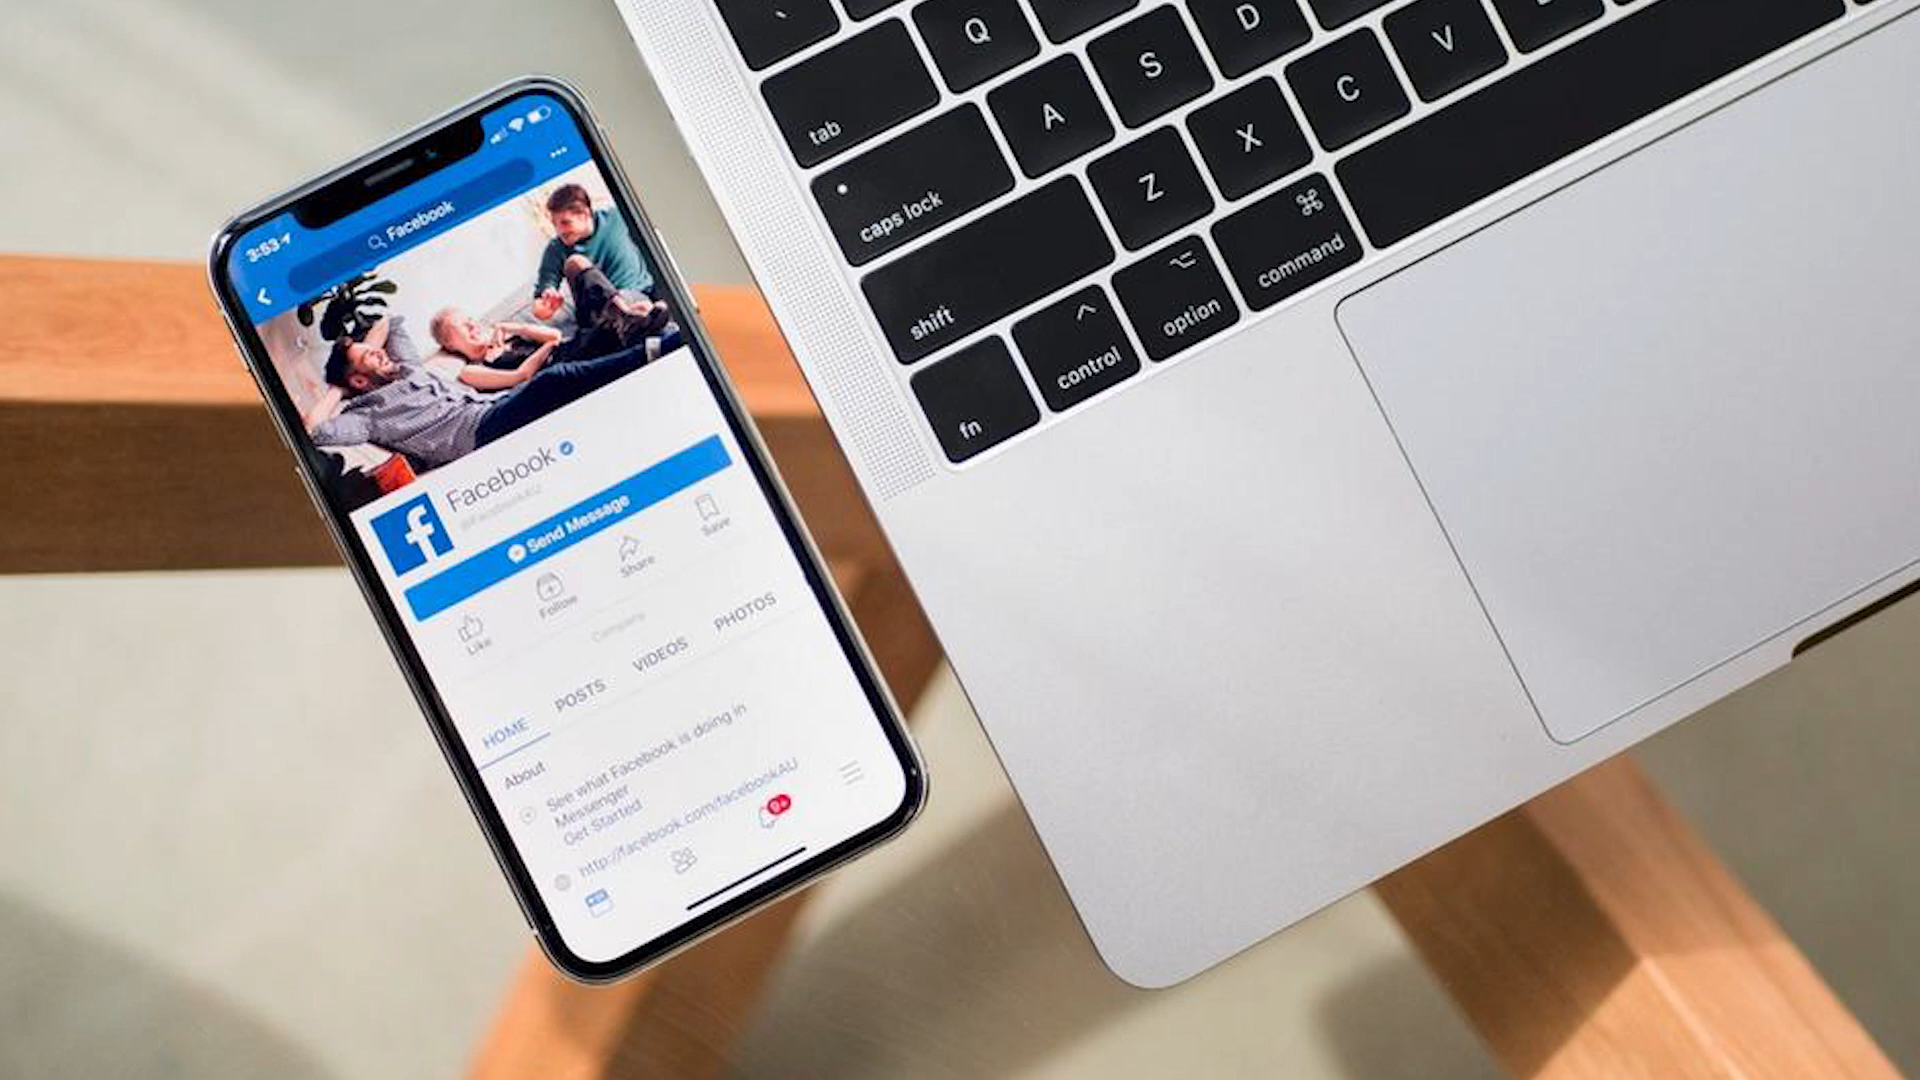 3:53
Facebook
Facebook
Send Message
Like
Follow
Share
Save
Company
HOME
POSTS
VIDEOS
PHOTOS
About
See what Facebook is doing in
Messenger
Get Started
http://facebook.com/facebookAU
9+
Q
D
V
tab
A
S
C
caps lock
Z
X
shift
fn
control
option
command